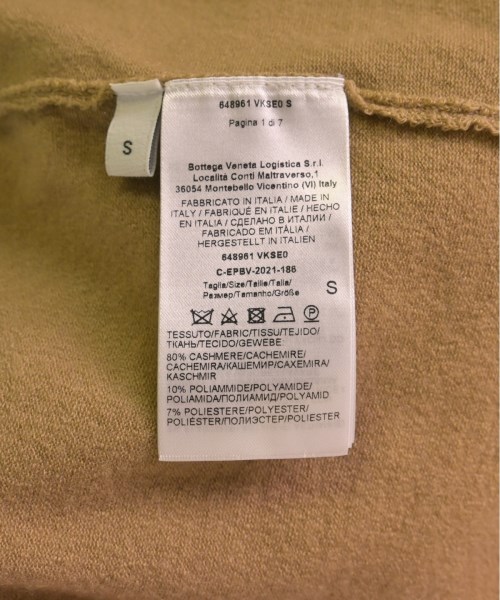 S
648961 VKSE0 S
Pagina 1 di 7
Bottega Veneta Logistica S.r.l.
Località Conti Maltraverso,1
36054 Montebello Vicentino (VI) Italy
FABBRICATO IN ITALIA / MADE IN
ITALY / FABRIQUÉ EN ITALIE / HECHO
EN ITALIA / СДЕЛАНО В ИТАЛИИ /
FABRICADO EM ITÁLIA /
HERGESTELLT IN ITALIEN
648961 VKSE0
C-EPBV-2021-186
Taglia/Size/Taille/Talla/
Размер/Tamanho/Größe
S
TESSUTO/FABRIC/TISSU/TEJIDO/
ТКАНЬ/TECIDO/GEWEBE:
80% CASHMERE/CACHEMIRE/
CACHEMIRA/КАШЕМИР/CAXEMIRA/
KASCHMIR
10% POLIAMMIDE/POLYAMIDE/
POLIAMIDA/ПОЛИАМИД/POLYAMID
7% POLIESTERE/POLYESTER/
POLIÉSTER/ПОЛИЭСТЕР/POLIESTER